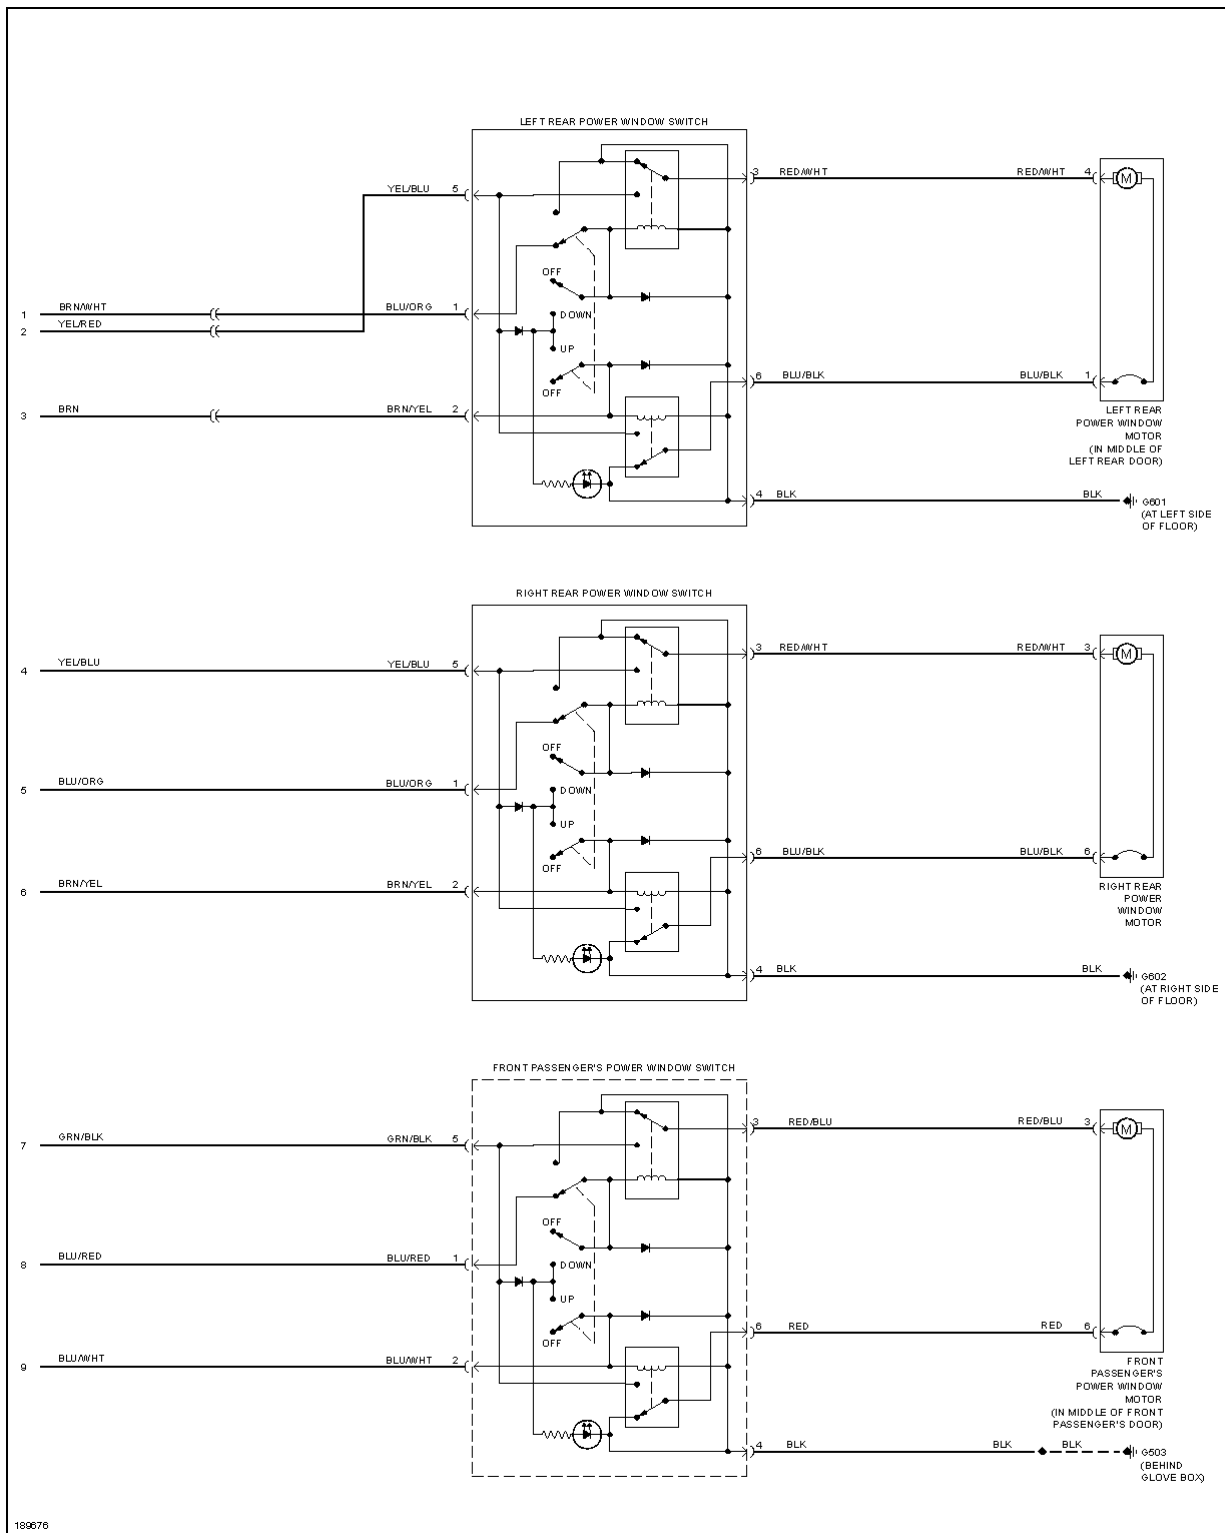 LEFT REAR POWER WINDOW SWITCH
YEL/BLU 5
3 RED/WHT RED/WHT 4
M
OFF
1 BRN/WHT BLU/ORG 1
DOWN
2 YEL/RED
UP
6 BLU/BLK BLU/BLK 1
OFF
3 BRN BRN/YEL 2
LEFT REAR
POWER WINDOW
MOTOR
(IN MIDDLE OF
LEFT REAR DOOR)
4 BLK BLK G601
(AT LEFT SIDE
OF FLOOR)
RIGHT REAR POWER WINDOW SWITCH
3 RED/WHT RED/WHT 3
M
4 YEL/BLU YEL/BLU 5
OFF
5 BLU/ORG BLU/ORG 1
DOWN
UP
6 BLU/BLK BLU/BLK 6
OFF
6 BRN/YEL BRN/YEL 2
RIGHT REAR
POWER
WINDOW
MOTOR
4 BLK BLK G602
(AT RIGHT SIDE
OF FLOOR)
FRONT PASSENGER'S POWER WINDOW SWITCH
3 RED/BLU RED/BLU 3
M
7 GRN/BLK GRN/BLK 5
OFF
8 BLU/RED BLU/RED 1
DOWN
UP
6 RED RED 6
OFF
9 BLU/WHT BLU/WHT 2
FRONT
PASSENGER'S
POWER WINDOW
MOTOR
(IN MIDDLE OF FRONT
PASSENGER'S DOOR)
4 BLK BLK BLK G503
(BEHIND
GLOVE BOX)
189676